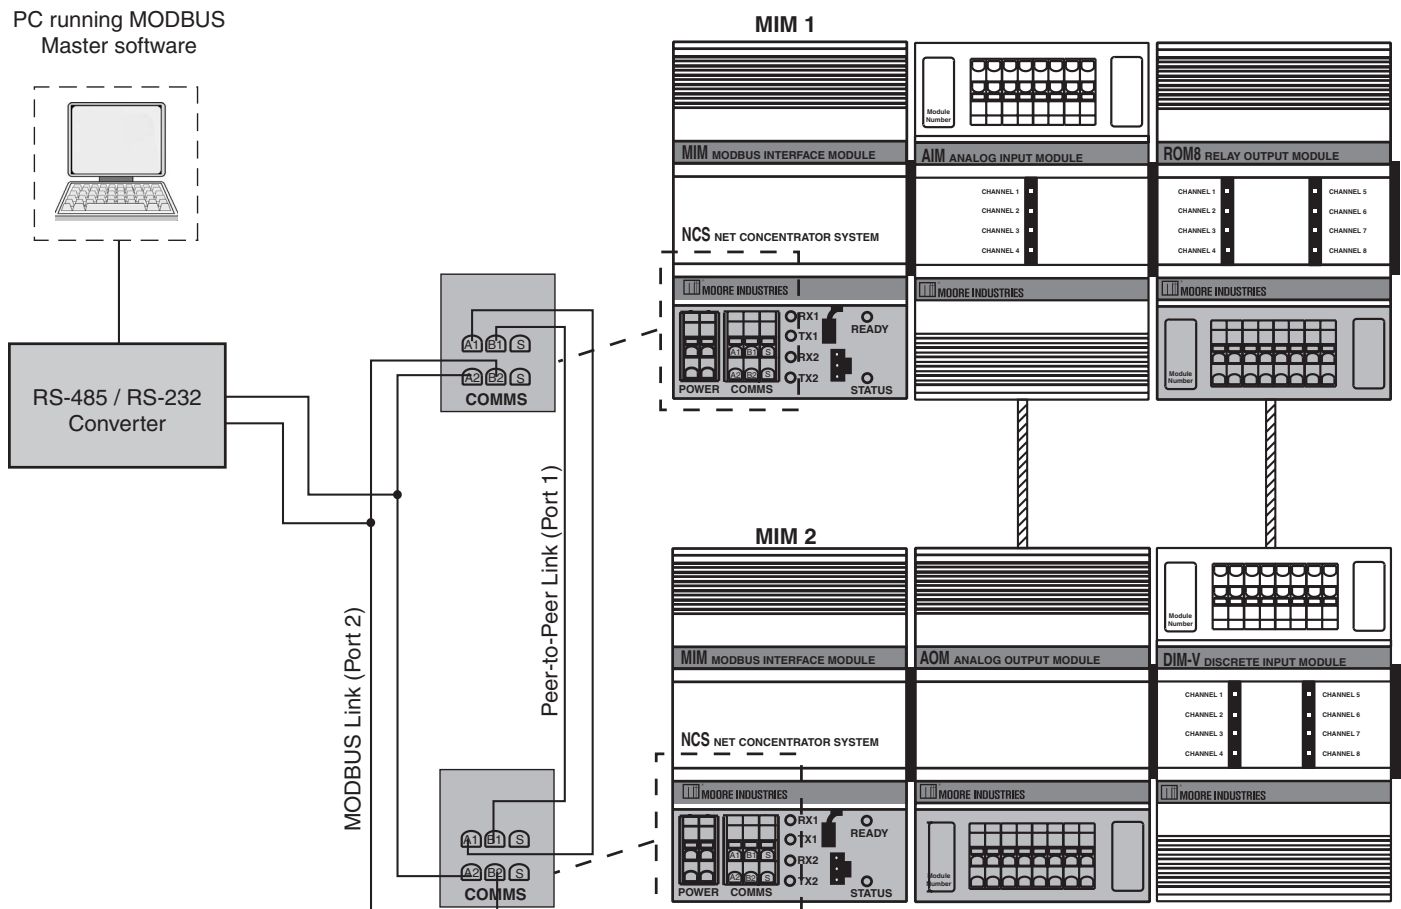 PC running MODBUS
Master software
RS-485 / RS-232
Converter
A1 B1 S
A2 B2 S
COMMS
MODBUS Link (Port 2)
Peer-to-Peer Link (Port 1)
A1 B1 S
A2 B2 S
COMMS
MIM 1
MIM MODBUS INTERFACE MODULE
NCS NET CONCENTRATOR SYSTEM
MOORE INDUSTRIES
RX1
TX1
RX2
TX2
READY
STATUS
A1 B1 S
A2 B2 S
POWER COMMS
Module
Number
AIM ANALOG INPUT MODULE
CHANNEL 1
CHANNEL 2
CHANNEL 3
CHANNEL 4
MOORE INDUSTRIES
ROM8 RELAY OUTPUT MODULE
CHANNEL 1 CHANNEL 5
CHANNEL 2 CHANNEL 6
CHANNEL 3 CHANNEL 7
CHANNEL 4 CHANNEL 8
MOORE INDUSTRIES
Module
Number
MIM 2
MIM MODBUS INTERFACE MODULE
NCS NET CONCENTRATOR SYSTEM
MOORE INDUSTRIES
RX1
TX1
RX2
TX2
READY
STATUS
A1 B1 S
A2 B2 S
POWER COMMS
AOM ANALOG OUTPUT MODULE
MOORE INDUSTRIES
Module
Number
Module
Number
DIM-V DISCRETE INPUT MODULE
CHANNEL 1 CHANNEL 5
CHANNEL 2 CHANNEL 6
CHANNEL 3 CHANNEL 7
CHANNEL 4 CHANNEL 8
MOORE INDUSTRIES